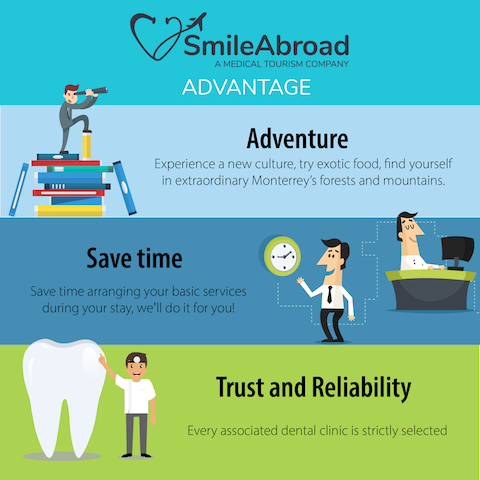 SmileAbroad
A MEDICAL TOURISM COMPANY
ADVANTAGE
Adventure
Experience a new culture, try exotic food, find yourself
in extraordinary Monterrey's forests and mountains.
Save time
Save time arranging your basic services
during your stay, we'll do it for you!
Trust and Reliability
Every associated dental clinic is strictly selected